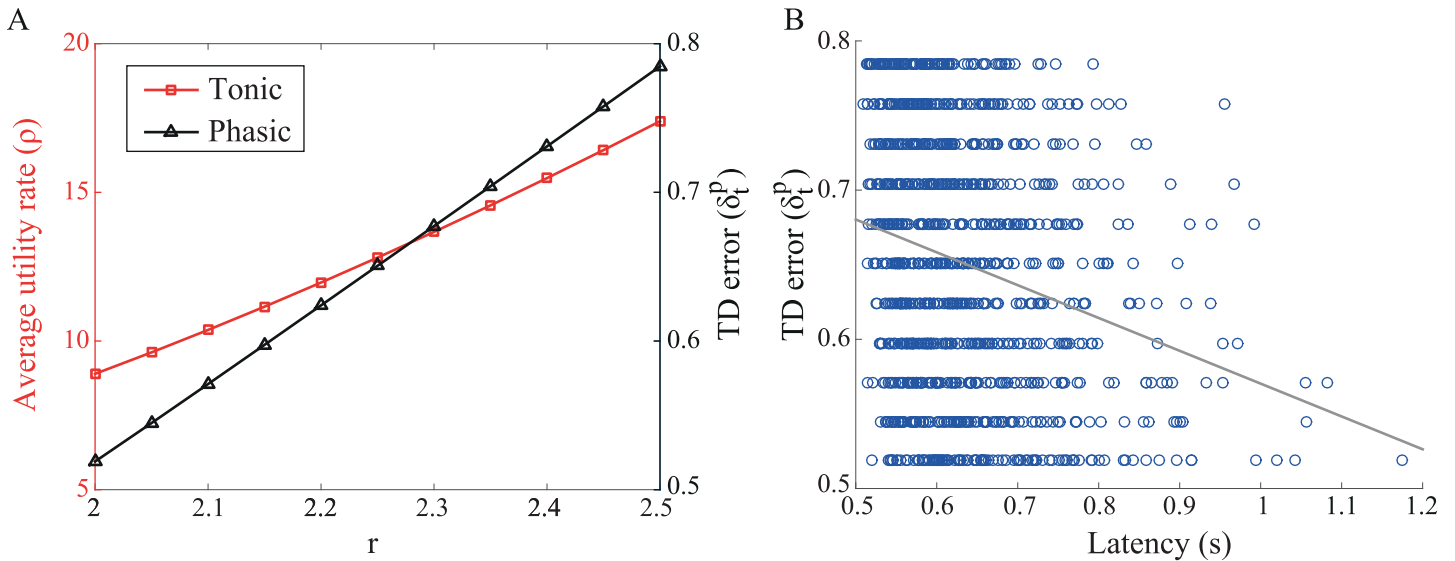 A
Average utility rate (ρ)
20
15
10
5
Tonic
Phasic
2
2.1
2.2
2.3
2.4
2.5
r
0.8
0.7
0.6
0.5
TD error (δₜᵖ)
B
TD error (δₜᵖ)
0.8
0.7
0.6
0.5
0.5
0.6
0.7
0.8
0.9
1
1.1
1.2
Latency (s)